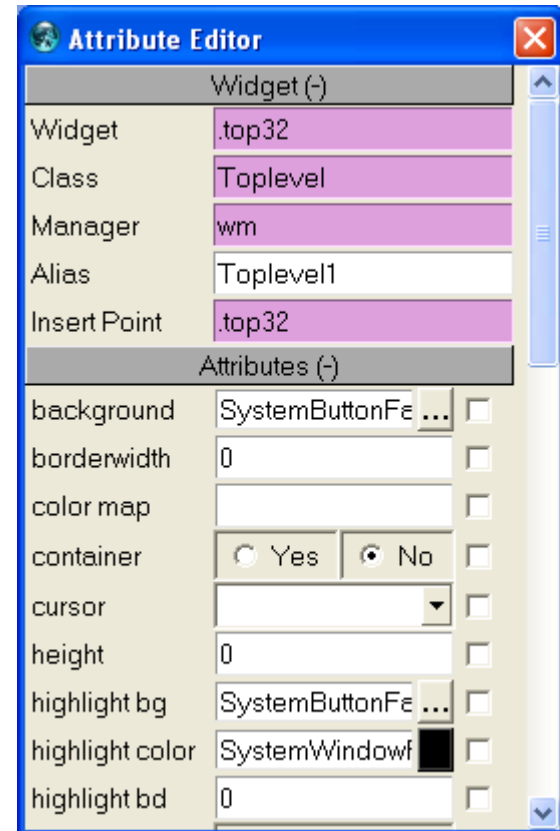 Attribute Editor
Widget (-)
Widget .top32
Class Toplevel
Manager wm
Alias Toplevel1
Insert Point .top32
Attributes (-)
background SystemButtonFa ...
borderwidth 0
color map
container Yes No
cursor
height 0
highlight bg SystemButtonFa ...
highlight color SystemWindowF
highlight bd 0